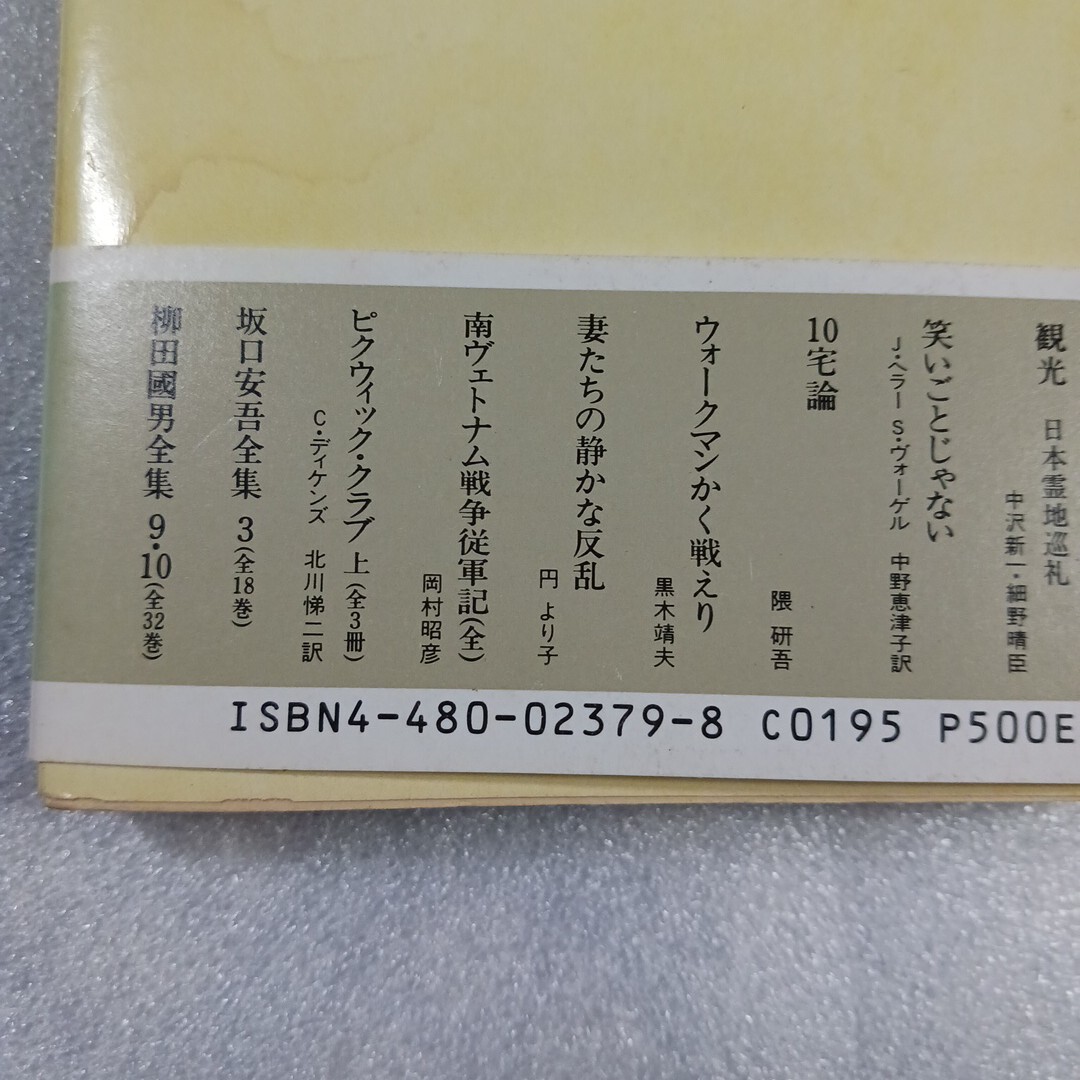 観光 日本霊地巡礼
中沢新一・細野晴臣
笑いごとじゃない
J・ヘラー S・ヴォーゲル 中野恵津子訳
10宅論
隈 研吾
ウォークマンかく戦えり
黒木靖夫
妻たちの静かな反乱
円 より子
南ヴェトナム戦争従軍記(全)
岡村昭彦
ピクウィック・クラブ 上(全3冊)
C・ディケンズ 北川悌二訳
坂口安吾全集 3(全18巻)
柳田國男全集 9・10(全32巻)
ISBN4-480-02379-8 C0195 P500E